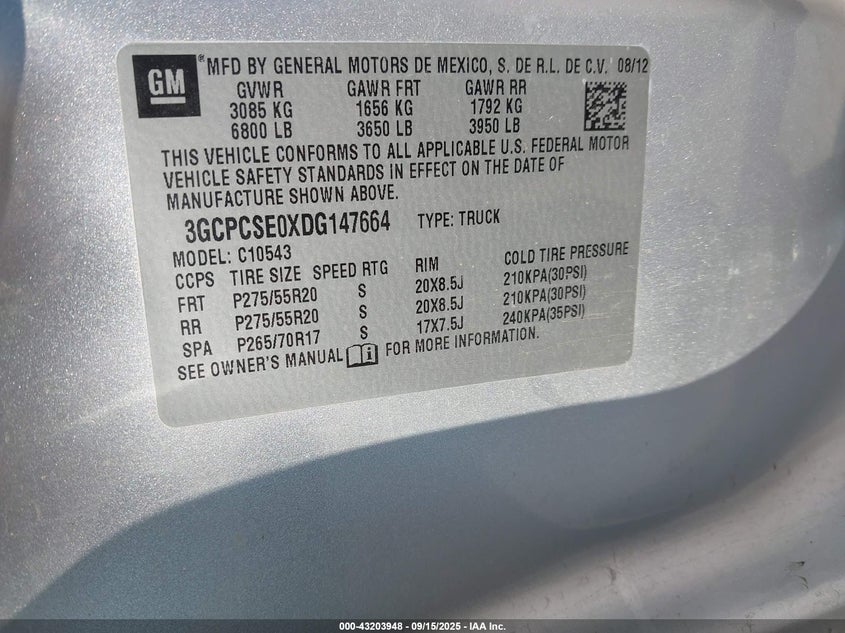 GM
® MFD BY GENERAL MOTORS DE MEXICO, S. DE R.L. DE C.V. 08/12
GVWR GAWR FRT GAWR RR
3085 KG 1656 KG 1792 KG
6800 LB 3650 LB 3950 LB
THIS VEHICLE CONFORMS TO ALL APPLICABLE U.S. FEDERAL MOTOR
VEHICLE SAFETY STANDARDS IN EFFECT ON THE DATE OF
MANUFACTURE SHOWN ABOVE.
3GCPCSE0XDG147664 TYPE: TRUCK
MODEL: C10543
CCPS TIRE SIZE SPEED RTG RIM COLD TIRE PRESSURE
FRT P275/55R20 S 20X8.5J 210KPA(30PSI)
RR P275/55R20 S 20X8.5J 210KPA(30PSI)
SPA P265/70R17 S 17X7.5J 240KPA(35PSI)
SEE OWNER'S MANUAL FOR MORE INFORMATION.
000-43203948 - 09/15/2025 - IAA Inc.